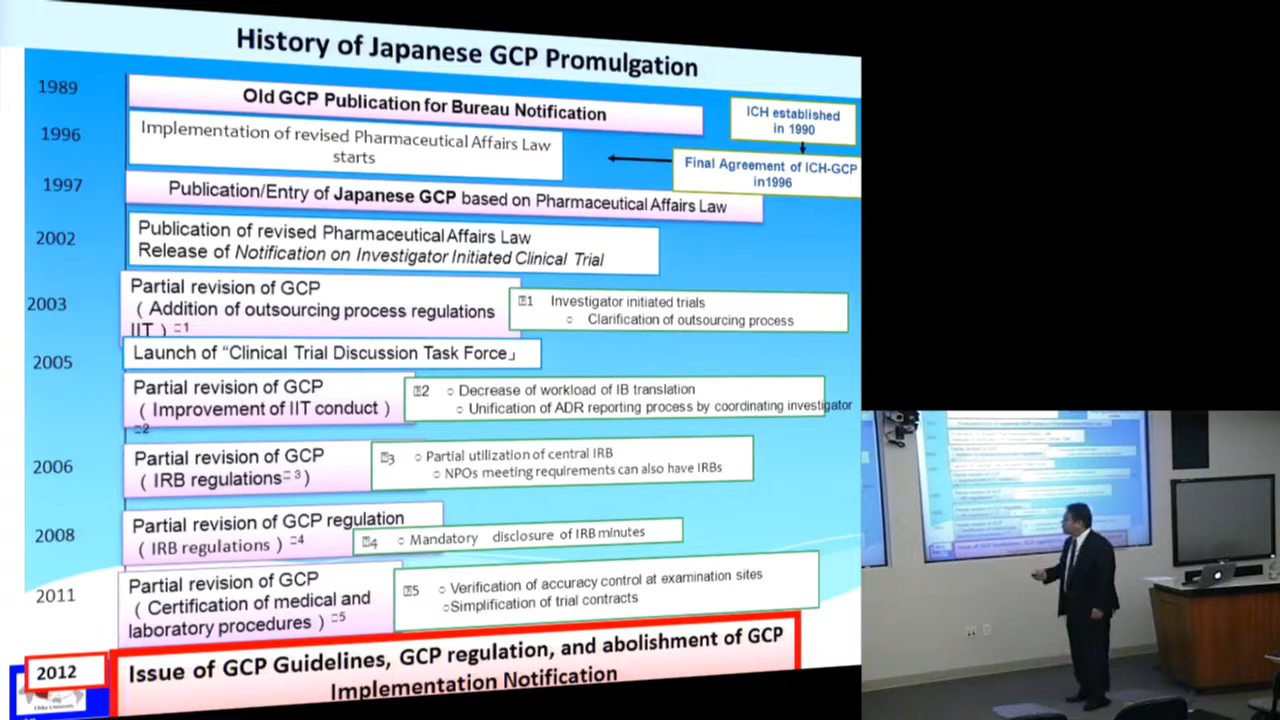 History of Japanese GCP Promulgation
1989
Old GCP Publication for Bureau Notification
ICH established
in 1990
1996
Implementation of revised Pharmaceutical Affairs Law
starts
Final Agreement of ICH-GCP
in1996
1997
Publication/Entry of Japanese GCP based on Pharmaceutical Affairs Law
2002
Publication of revised Pharmaceutical Affairs Law
Release of Notification on Investigator Initiated Clinical Trial
2003
Partial revision of GCP
( Addition of outsourcing process regulations
IIT ) 1
1 Investigator initiated trials
○ Clarification of outsourcing process
2005
Launch of “Clinical Trial Discussion Task Force」
Partial revision of GCP
( Improvement of IIT conduct )
2
2 ○ Decrease of workload of IB translation
○ Unification of ADR reporting process by coordinating investigator
2006
Partial revision of GCP
( IRB regulations 3 )
3 ○ Partial utilization of central IRB
○ NPOs meeting requirements can also have IRBs
2008
Partial revision of GCP regulation
( IRB regulations ) 4
4 ○ Mandatory disclosure of IRB minutes
2011
Partial revision of GCP
( Certification of medical and
laboratory procedures ) 5
5 ○ Verification of accuracy control at examination sites
○Simplification of trial contracts
2012
Issue of GCP Guidelines, GCP regulation, and abolishment of GCP
Implementation Notification
Chiba University